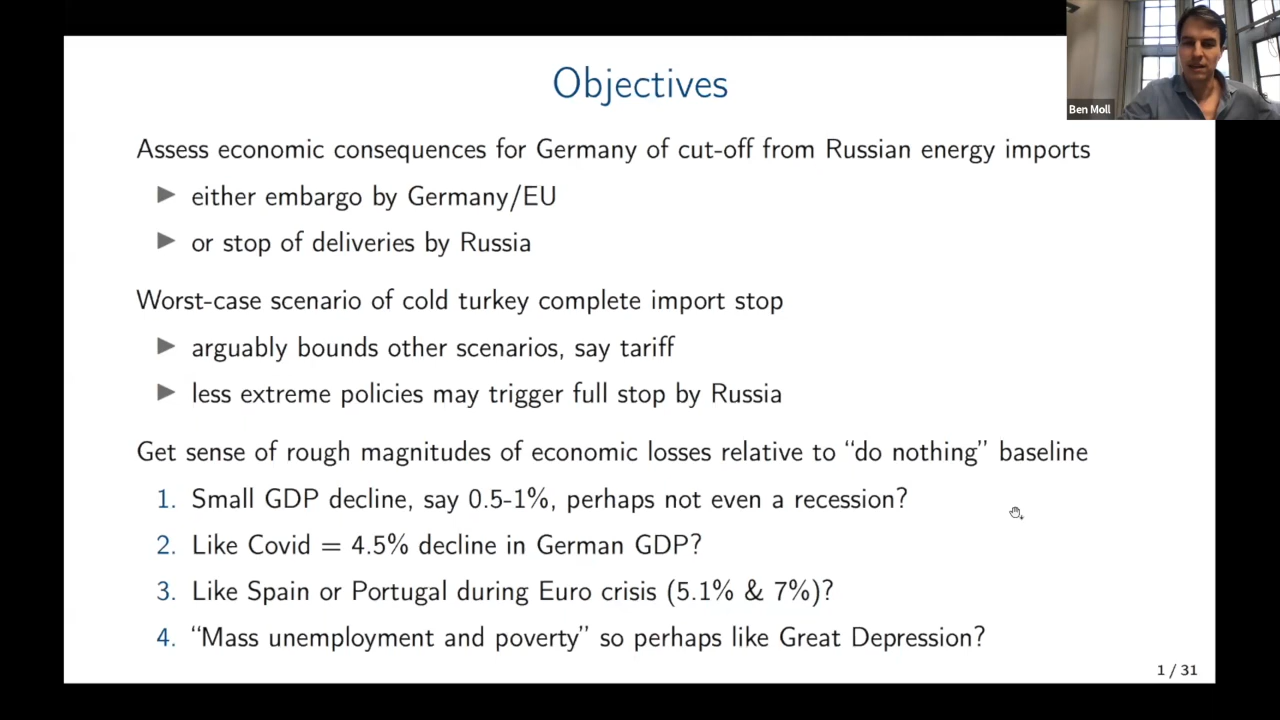 Objectives
Ben Moll
Assess economic consequences for Germany of cut-off from Russian energy imports
▶ either embargo by Germany/EU
▶ or stop of deliveries by Russia
Worst-case scenario of cold turkey complete import stop
▶ arguably bounds other scenarios, say tariff
▶ less extreme policies may trigger full stop by Russia
Get sense of rough magnitudes of economic losses relative to “do nothing” baseline
1. Small GDP decline, say 0.5-1%, perhaps not even a recession?
2. Like Covid = 4.5% decline in German GDP?
3. Like Spain or Portugal during Euro crisis (5.1% & 7%)?
4. “Mass unemployment and poverty” so perhaps like Great Depression?
1 / 31